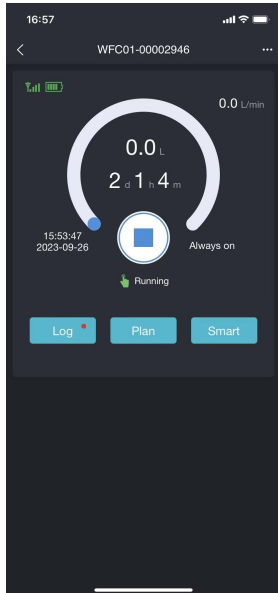 16:57
WFC01-00002946
0.0 L/min
0.0 L
2 d 1 h 4 m
15:53:47
2023-09-26
Always on
Running
Log
Plan
Smart